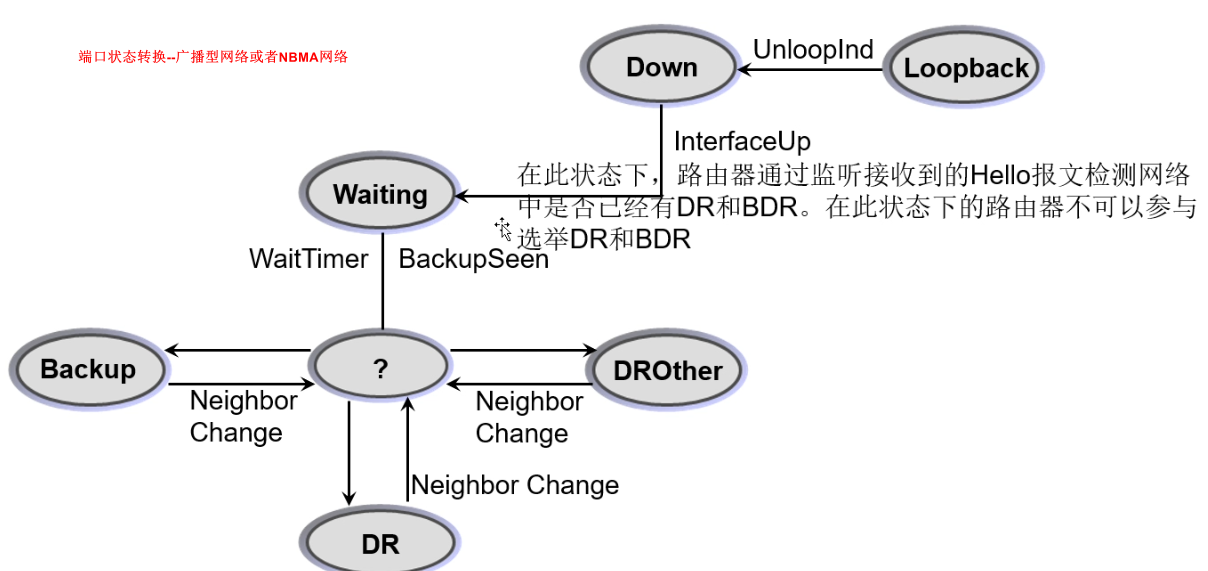 端口状态转换--广播型网络或者NBMA网络
UnloopInd
Down
Loopback
InterfaceUp
在此状态下，路由器通过监听接收到的Hello报文检测网络
中是否已经有DR和BDR。在此状态下的路由器不可以参与
选举DR和BDR
Waiting
WaitTimer
BackupSeen
Backup
?
DROther
Neighbor
Change
Neighbor
Change
Neighbor Change
DR